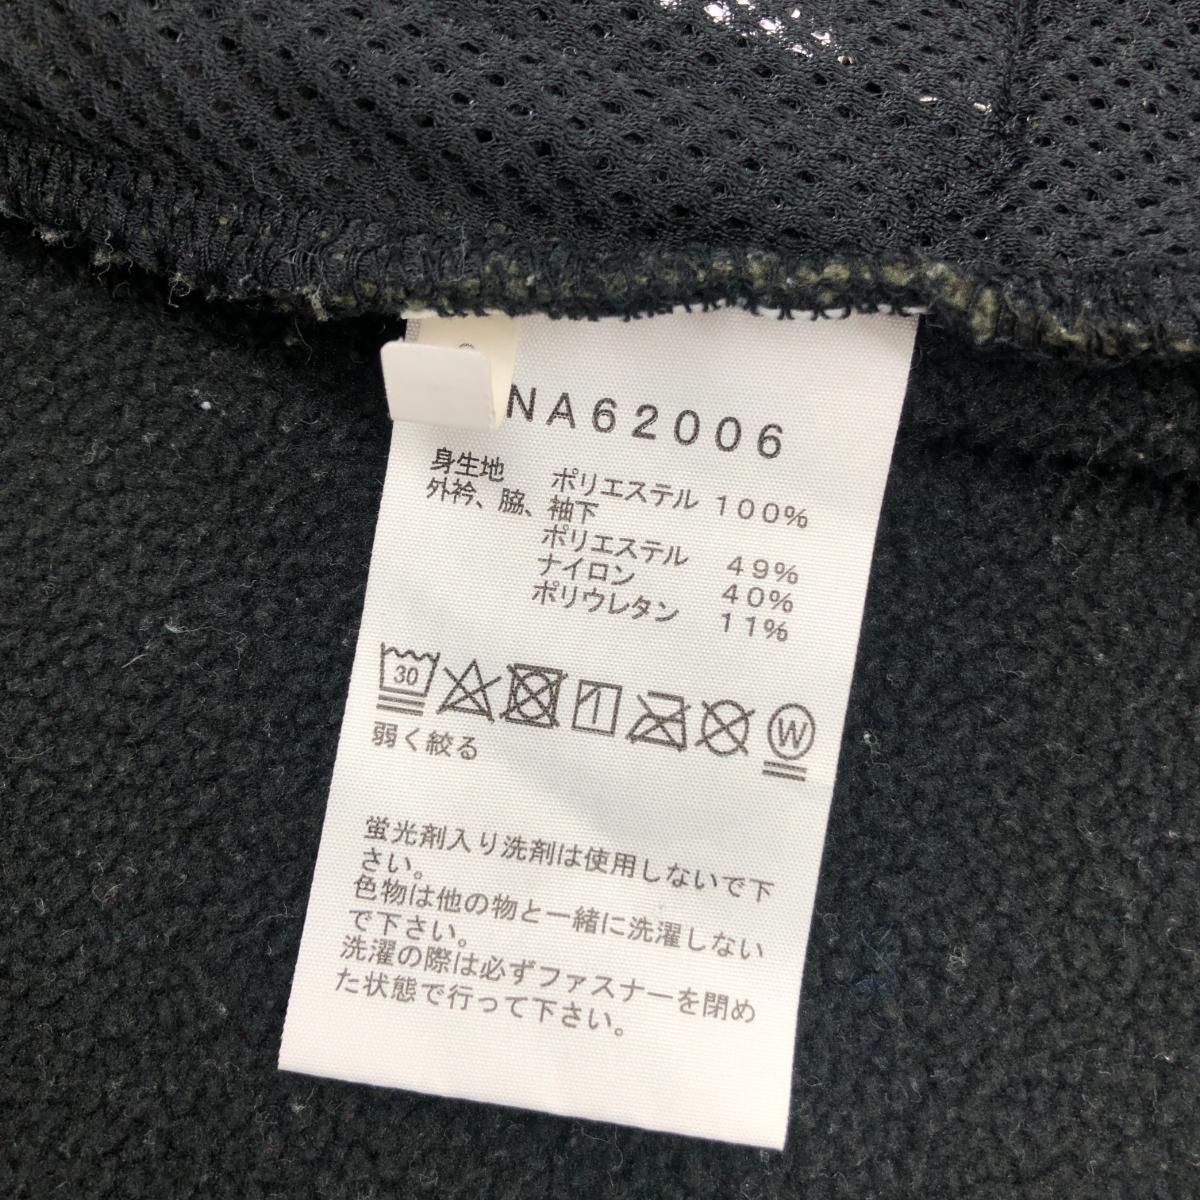 NA62006
身生地 ポリエステル 100%
外衿、脇、袖下
ポリエステル 49%
ナイロン 40%
ポリウレタン 11%
30
W
弱く絞る
蛍光剤入り洗剤は使用しないで下
さい。
色物は他の物と一緒に洗濯しない
で下さい。
洗濯の際は必ずファスナーを閉め
た状態で行って下さい。